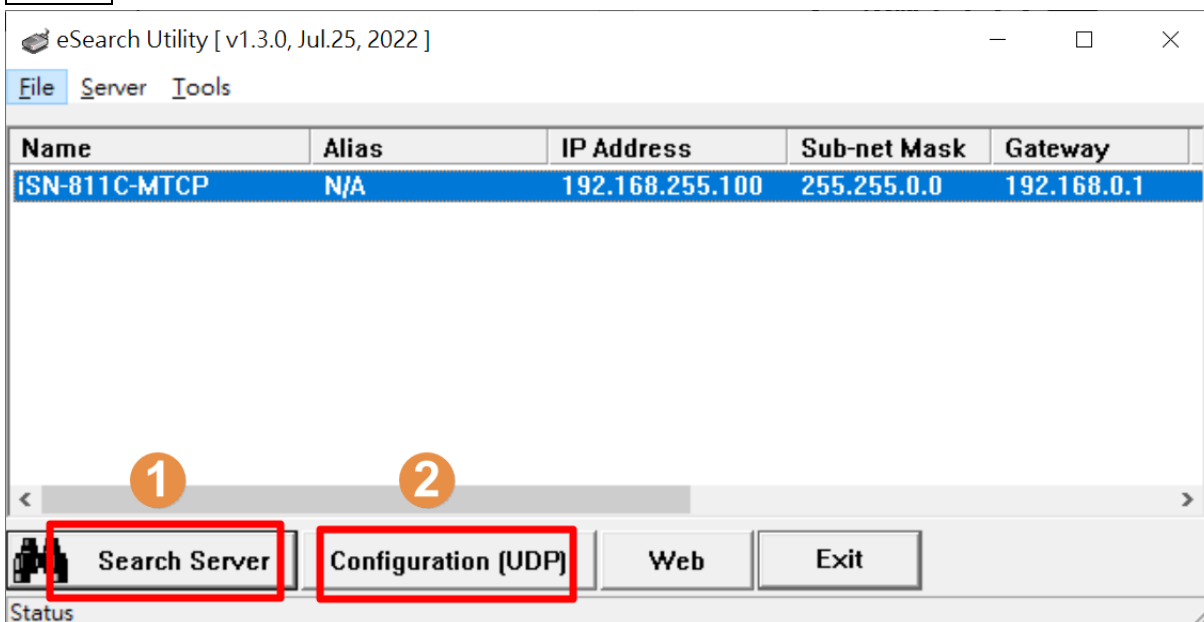 eSearch Utility [ v1.3.0, Jul.25, 2022 ]
File Server Tools
Name Alias IP Address Sub-net Mask Gateway
iSN-811C-MTCP N/A 192.168.255.100 255.255.0.0 192.168.0.1
1 2
Search Server Configuration (UDP) Web Exit
Status